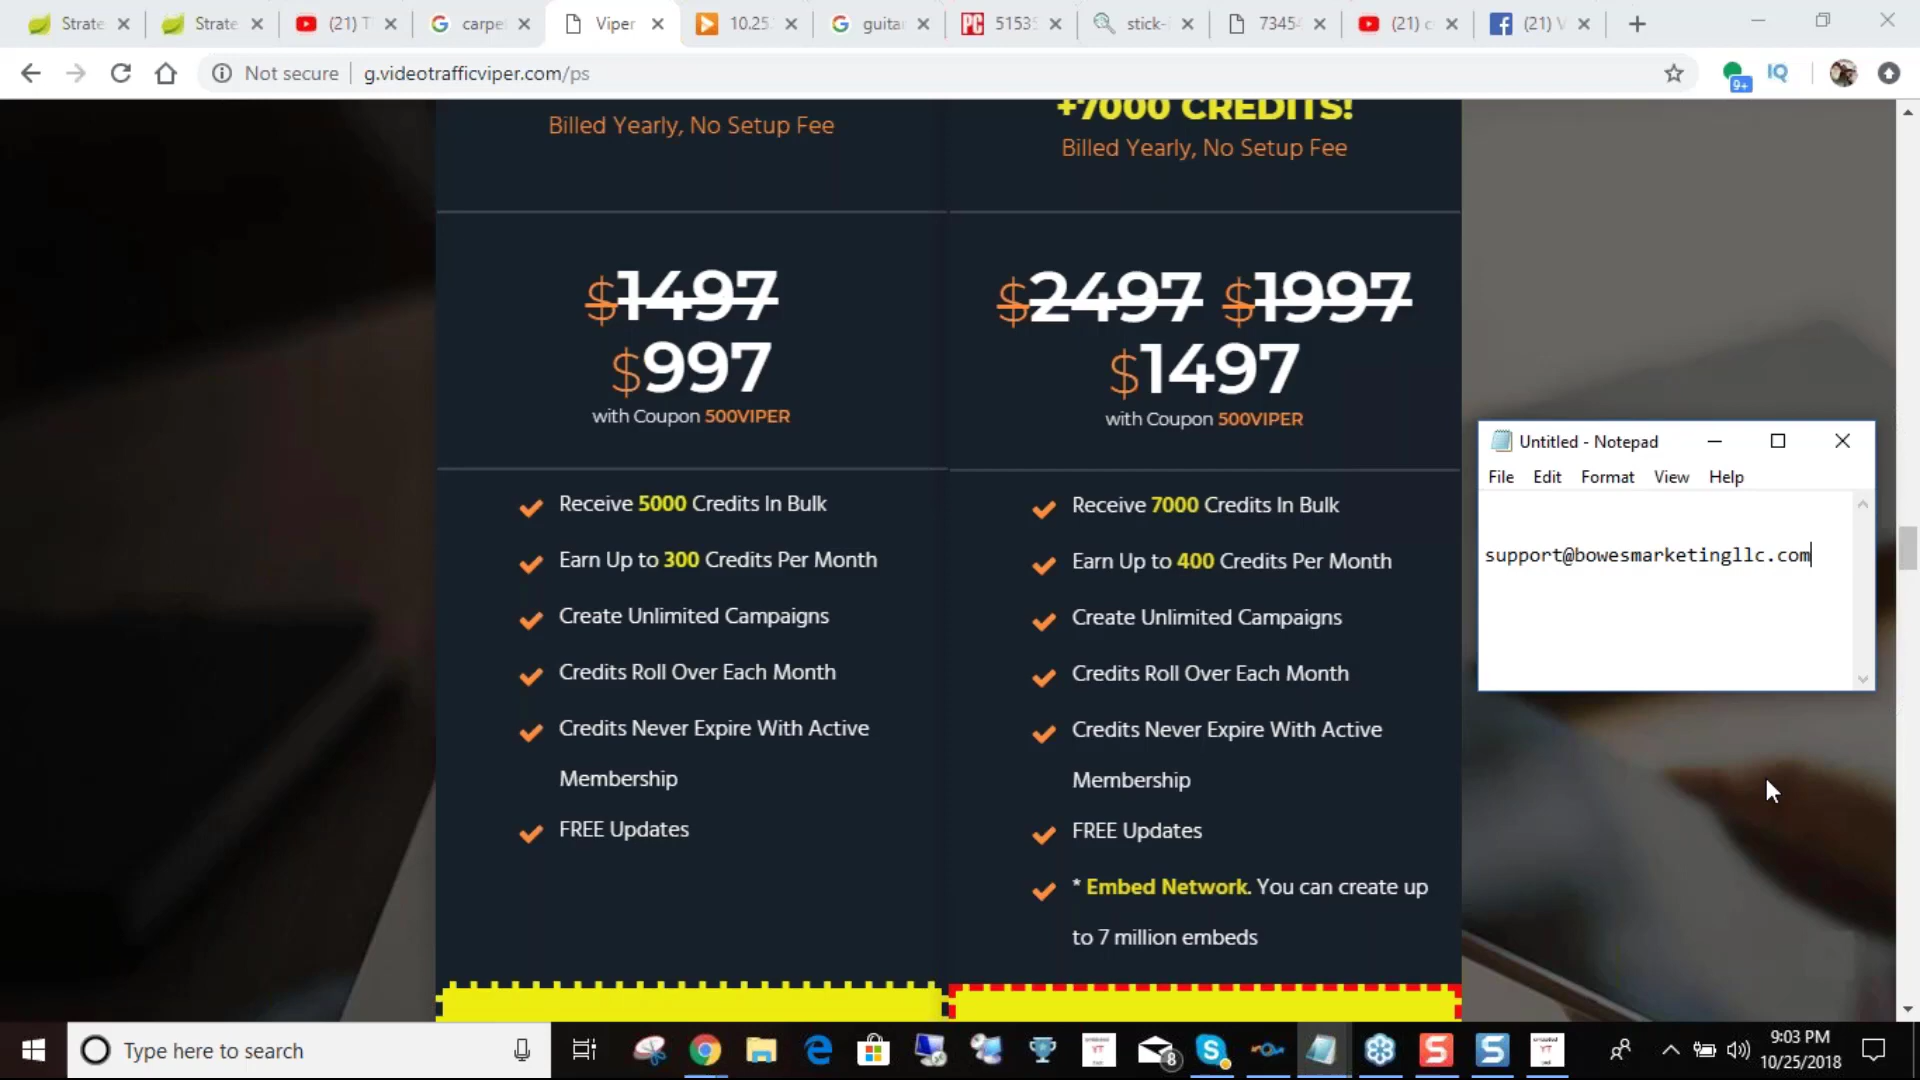 Strate
Strate
(21) T
carpe
Viper
10.25.
guita
PC
5153
stick-
7345
(21) c
(21) V
Not secure
g.videotrafficviper.com/ps
9+
IQ
+7000 CREDITS!
Billed Yearly, No Setup Fee
Billed Yearly, No Setup Fee
$1497
$997
with Coupon 500VIPER
$2497 $1997
$1497
with Coupon 500VIPER
Receive 5000 Credits In Bulk
Earn Up to 300 Credits Per Month
Create Unlimited Campaigns
Credits Roll Over Each Month
Credits Never Expire With Active
Membership
FREE Updates
Receive 7000 Credits In Bulk
Earn Up to 400 Credits Per Month
Create Unlimited Campaigns
Credits Roll Over Each Month
Credits Never Expire With Active
Membership
FREE Updates
* Embed Network. You can create up
to 7 million embeds
Untitled - Notepad
File Edit Format View Help
support@bowesmarketingllc.com
Type here to search
YT
8
YT
9:03 PM
10/25/2018